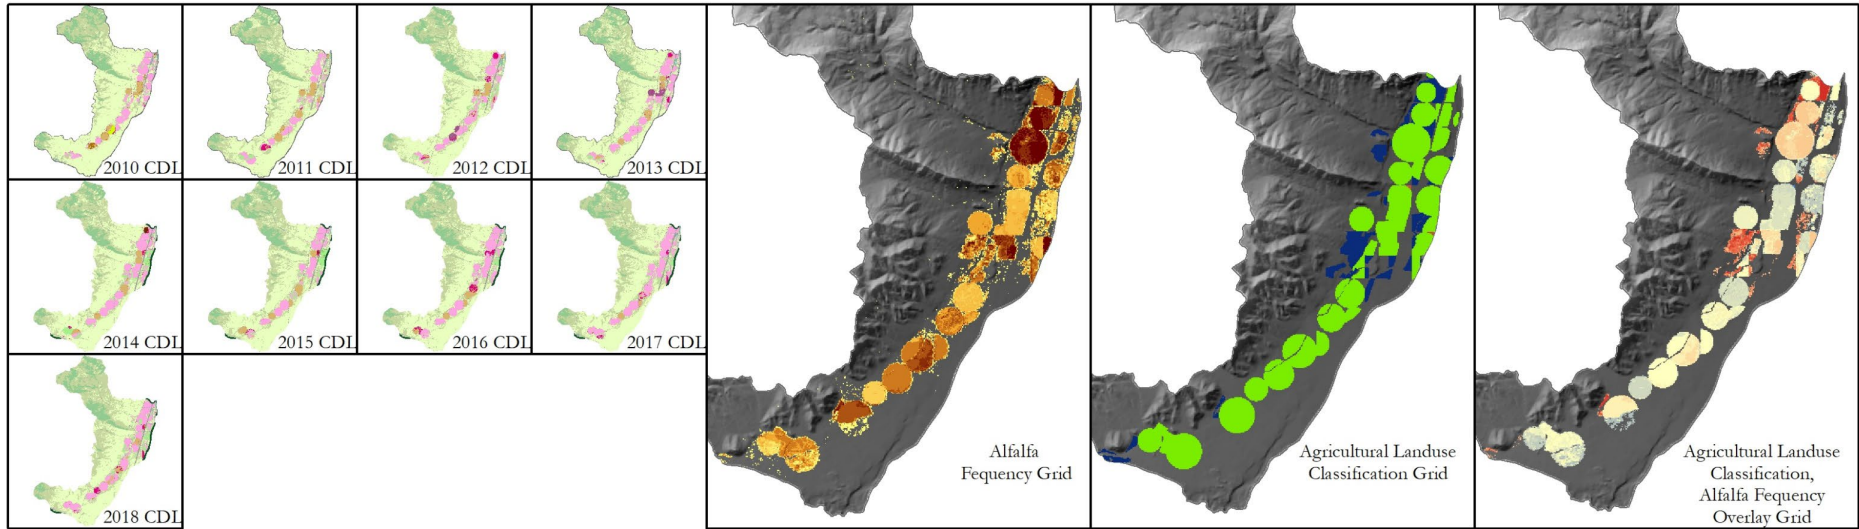 2010 CDL
2011 CDL
2012 CDL
2013 CDL
2014 CDL
2015 CDL
2016 CDL
2017 CDL
2018 CDL
Alfalfa
Fequency Grid
Agricultural Landuse
Classification Grid
Agricultural Landuse
Classification,
Alfalfa Fequency
Overlay Grid